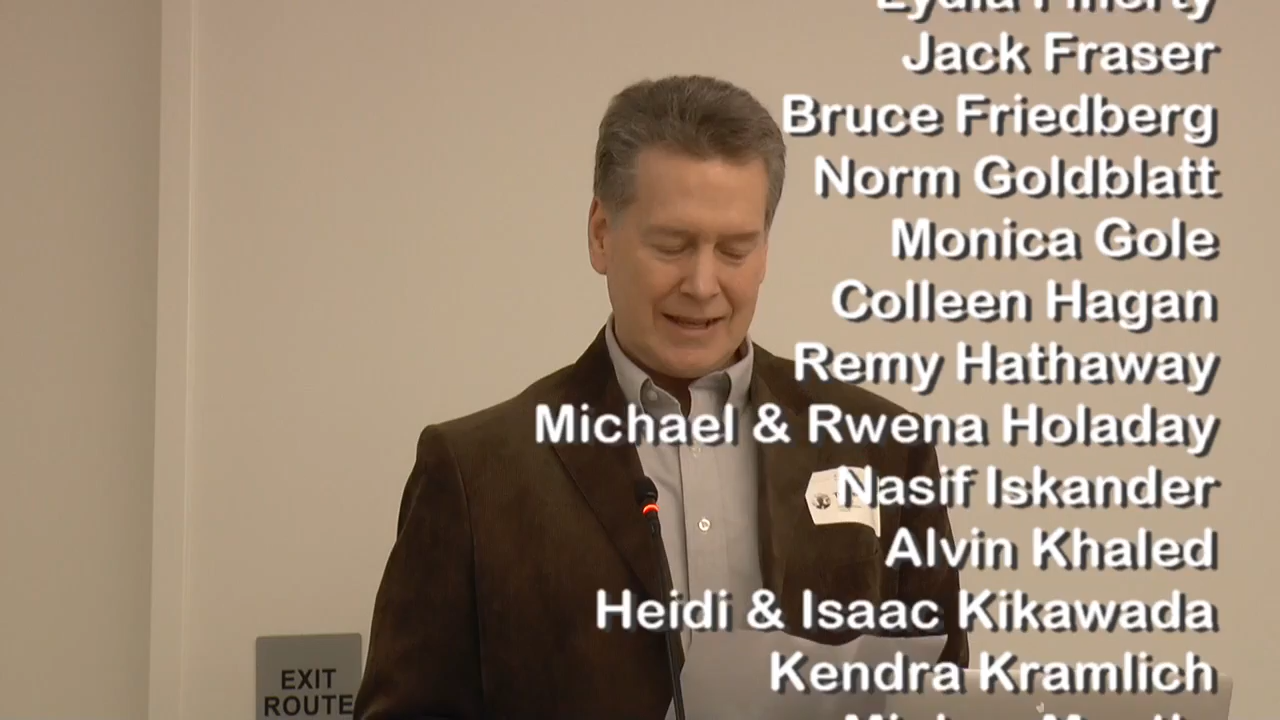 Jack Fraser
Bruce Friedberg
Norm Goldblatt
Monica Gole
Colleen Hagan
Remy Hathaway
Michael & Rwena Holaday
Nasif Iskander
Alvin Khaled
Heidi & Isaac Kikawada
Kendra Kramlich
EXIT
ROUTE